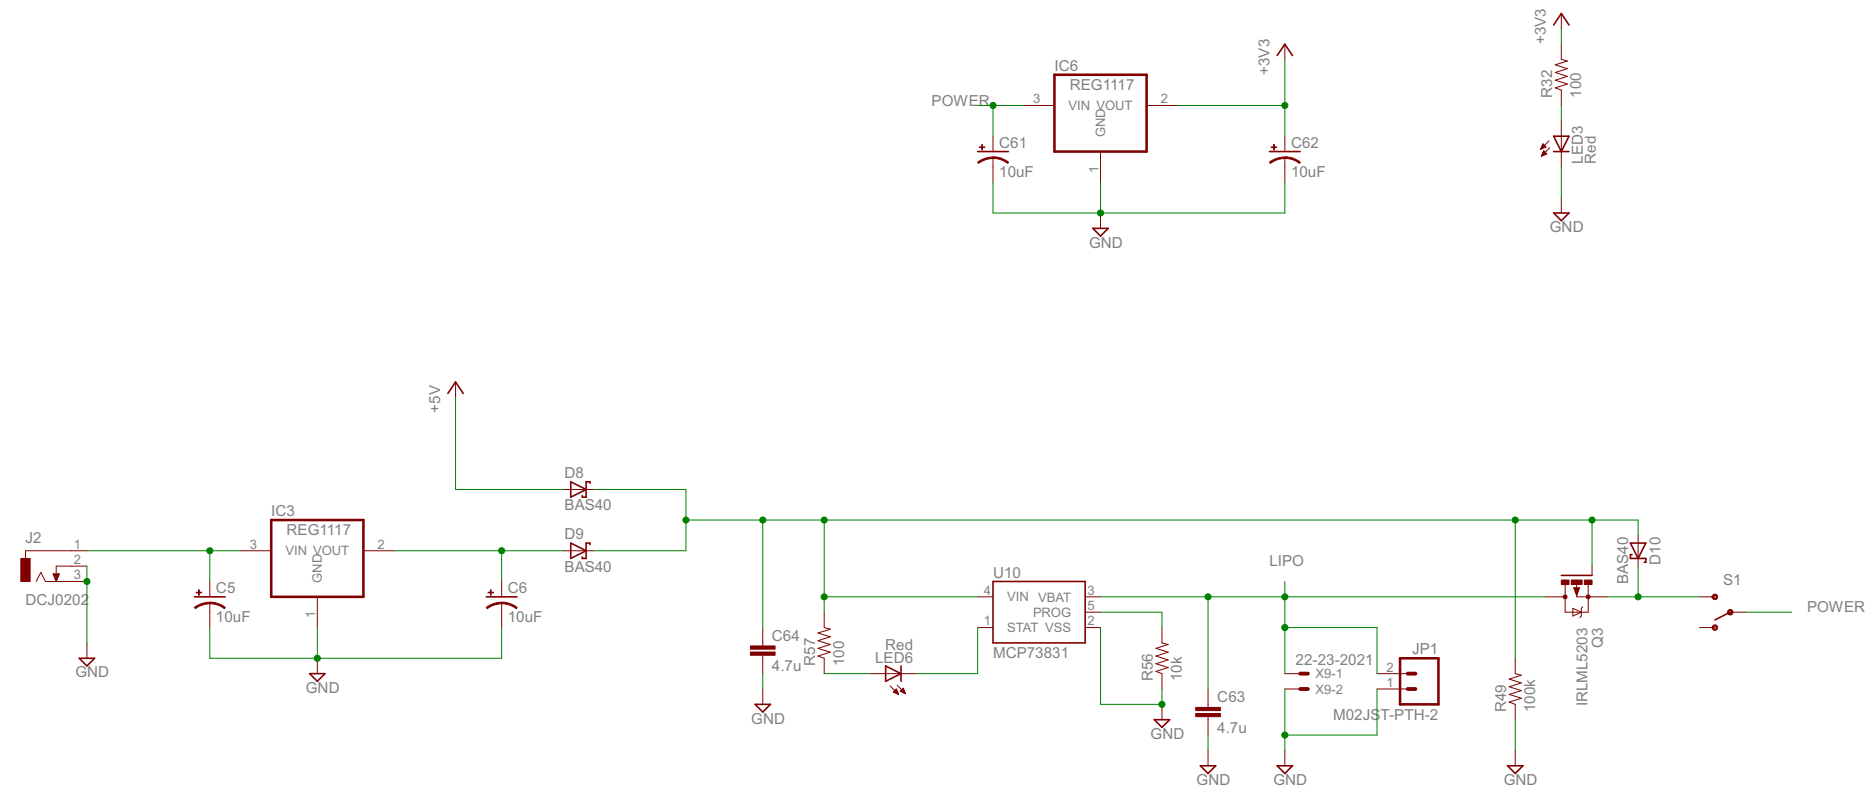 +3V3
R32
100
LED3
Red
GND
IC6
REG1117
+3V3
POWER
3
VIN VOUT
2
GND
1
C61
10uF
C62
10uF
GND
+5V
D8
BAS40
IC3
REG1117
J2
1
2
3
DCJ0202
3
VIN VOUT
2
GND
1
D9
BAS40
C5
10uF
C6
10uF
GND
GND
LIPO
U10
4
VIN VBAT
3
PROG
5
1
STAT VSS
2
MCP73831
C64
4.7u
R57
100
Red
LED6
GND
R56
10k
GND
C63
4.7u
GND
22-23-2021
X9-1
X9-2
JP1
2
1
M02JST-PTH-2
GND
R49
100k
GND
IRLML5203
Q3
BAS40
D10
S1
POWER